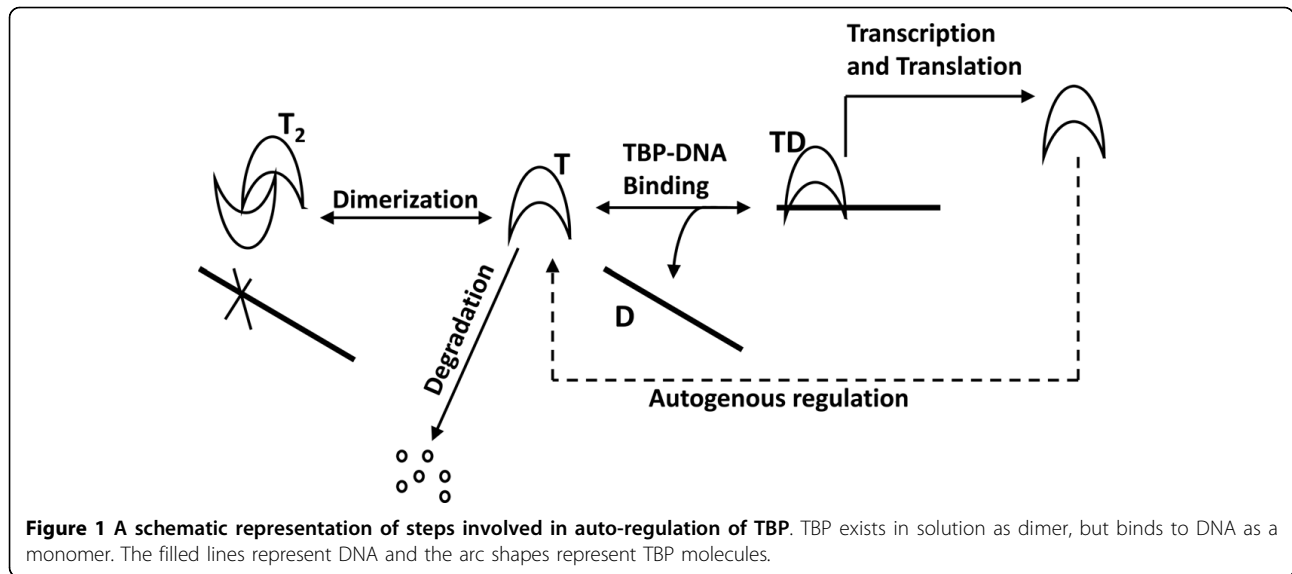 Transcription
and Translation
T₂
T
TBP-DNA
Binding
TD
Dimerization
Degradation
D
Autogenous regulation
Figure 1 A schematic representation of steps involved in auto-regulation of TBP. TBP exists in solution as dimer, but binds to DNA as a
monomer. The filled lines represent DNA and the arc shapes represent TBP molecules.